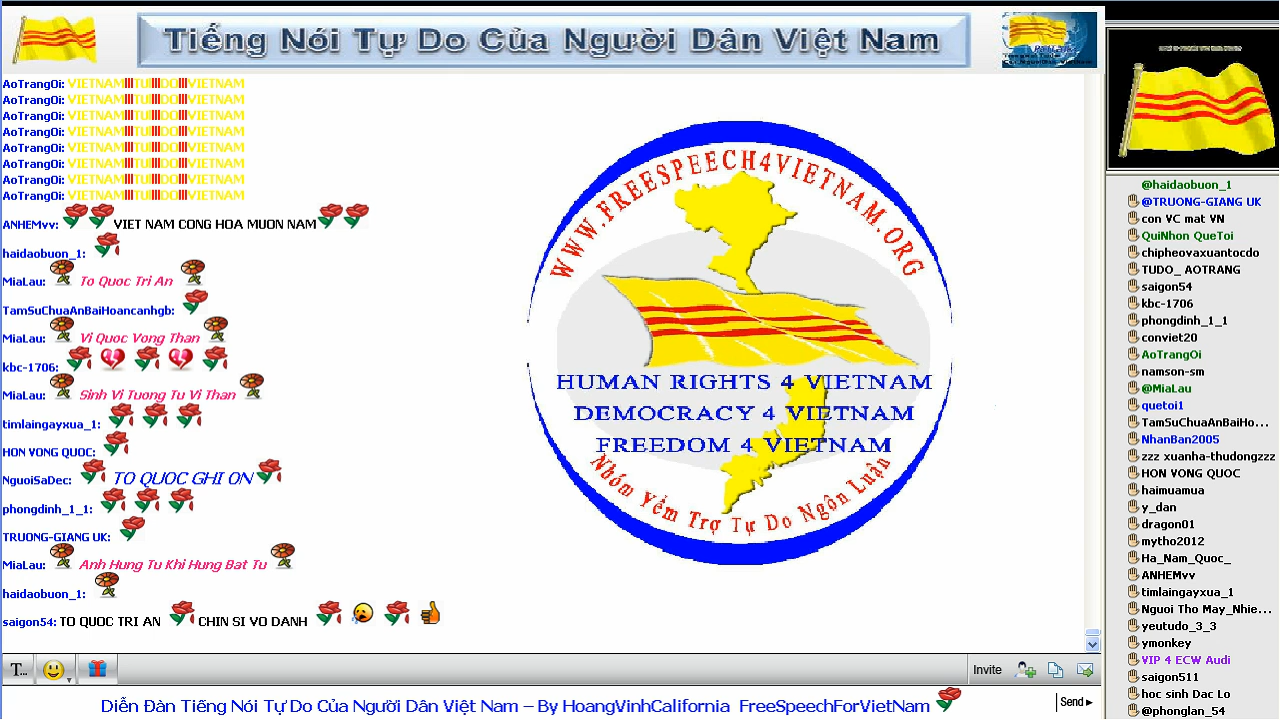 Tiếng Nói Tự Do Của Người Dân Việt Nam
AoTrangOi: VIETNAM|||TU|||DO|||VIETNAM
AoTrangOi: VIETNAM|||TU|||DO|||VIETNAM
AoTrangOi: VIETNAM|||TU|||DO|||VIETNAM
AoTrangOi: VIETNAM|||TU|||DO|||VIETNAM
AoTrangOi: VIETNAM|||TU|||DO|||VIETNAM
AoTrangOi: VIETNAM|||TU|||DO|||VIETNAM
AoTrangOi: VIETNAM|||TU|||DO|||VIETNAM
AoTrangOi: VIETNAM|||TU|||DO|||VIETNAM
ANHEMvv: VIET NAM CONG HOA MUON NAM
haidaobuon_1:
MiaLau: To Quoc Tri An
TamSuChuaAnBaiHoancanhgb:
MiaLau: Vi Quoc Vong Than
kbc-1706:
MiaLau: Sinh Vi Tuong Tu Vi Than
timlaingayxua_1:
HON VONG QUOC:
NguoiSaDec: TO QUOC GHI ON
phongdinh_1_1:
TRUONG-GIANG UK:
MiaLau: Anh Hung Tu Khi Hung Bat Tu
haidaobuon_1:
saigon54: TO QUOC TRI AN CHIN SI VO DANH
WWW.FREESPEECH4VIETNAM.ORG
HUMAN RIGHTS 4 VIETNAM
DEMOCRACY 4 VIETNAM
FREEDOM 4 VIETNAM
Nhóm Yểm Trợ Tự Do Ngôn Luận
@haidaobuon_1
@TRUONG-GIANG UK
con VC mat VN
QuiNhon QueToi
chipheovaxuantocdo
TUDO_ AOTRANG
saigon54
kbc-1706
phongdinh_1_1
conviet20
AoTrangOi
namson-sm
@MiaLau
quetoi1
TamSuChuaAnBaiHo...
NhanBan2005
zzz xuanha-thudongzzz
HON VONG QUOC
haimuamua
y_dan
dragon01
mytho2012
Ha_Nam_Quoc_
ANHEMvv
timlaingayxua_1
Nguoi Tho May_Nhie...
yeutudo_3_3
ymonkey
VIP 4 ECW Audi
saigon511
hoc sinh Dac Lo
@phonglan_54
T...
Invite
Diễn Đàn Tiếng Nói Tự Do Của Người Dân Việt Nam – By HoangVinhCalifornia FreeSpeechForVietNam
Send